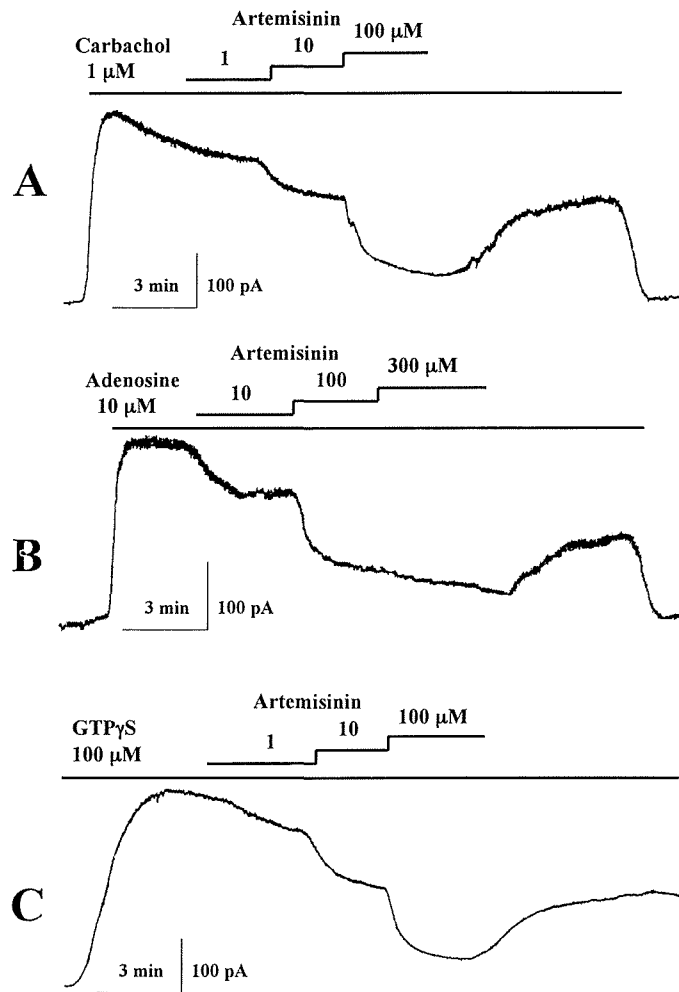 Artemisinin
Carbachol 1 10 100 μM
1 μM
A
3 min 100 pA
Artemisinin
Adenosine 10 100 300 μM
10 μM
B
3 min 100 pA
Artemisinin
GTPγS 1 10 100 μM
100 μM
C
3 min 100 pA